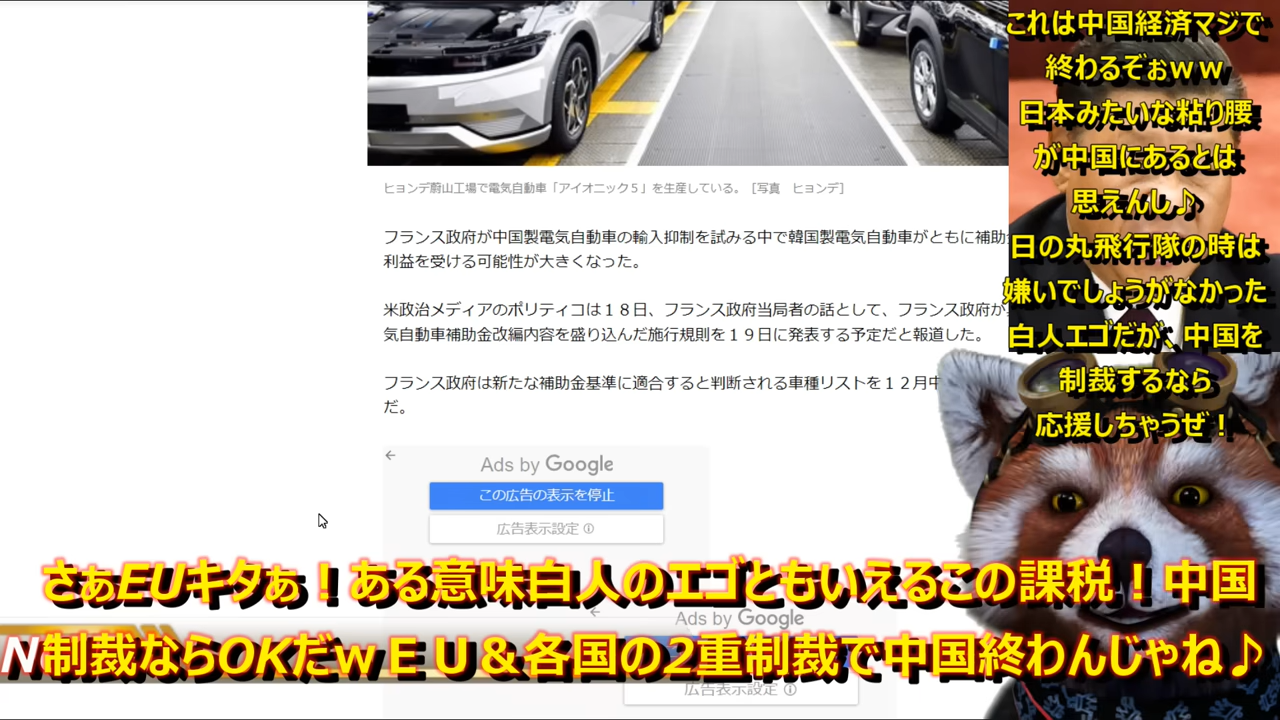 ヒョンデ蔚山工場で電気自動車「アイオニック5」を生産している。［写真　ヒョンデ］
フランス政府が中国製電気自動車の輸入抑制を試みる中で韓国製電気自動車がともに補助
利益を受ける可能性が大きくなった。
米政治メディアのポリティコは１８日、フランス政府当局者の話として、フランス政府が
気自動車補助金改編内容を盛り込んだ施行規則を１９日に発表する予定だと報道した。
フランス政府は新たな補助金基準に適合すると判断される車種リストを１２月中
だ。
Ads by Google
この広告の表示を停止
広告表示設定
Ads by Google
広告表示設定
これは中国経済マジで
終わるぞぉｗｗ
日本みたいな粘り腰
が中国にあるとは
思えんし♪
日の丸飛行隊の時は
嫌いでしょうがなかった
白人エゴだが、中国を
制裁するなら
応援しちゃうぜ！
さぁEUキタぁ！ある意味白人のエゴともいえるこの課税！中国
N制裁ならOKだｗＥＵ＆各国の2重制裁で中国終わんじゃね♪